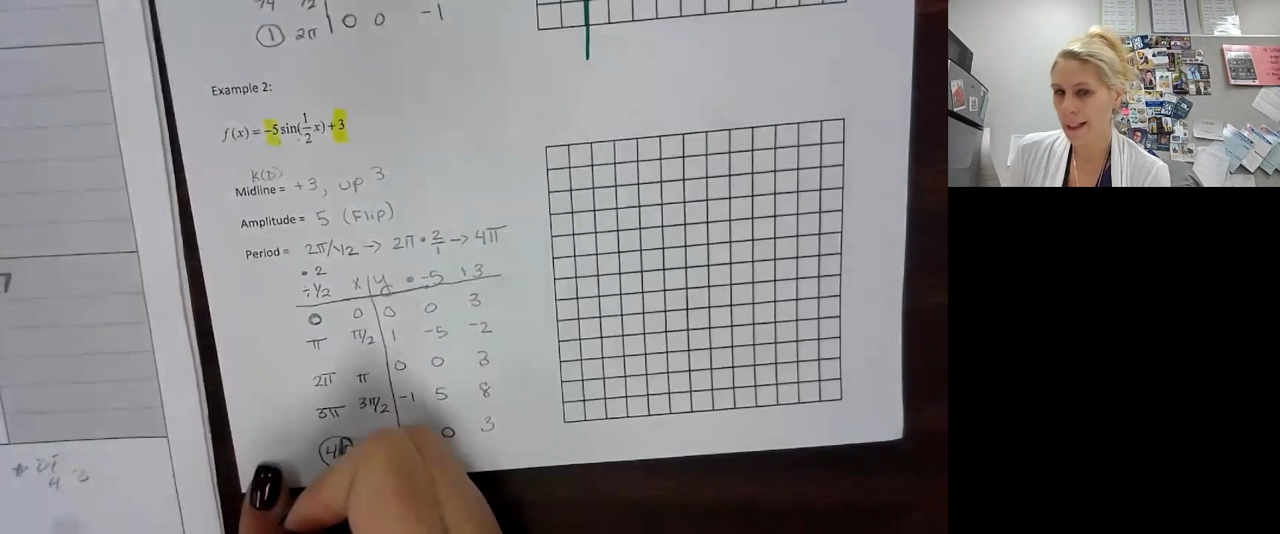 ① 2π 0 0 -1
Example 2:
f(x) = -5 sin(1/2 x) + 3
K(D)
Midline = +3, up 3
Amplitude = 5 (Flip)
Period = 2π/1/2 → 2π • 2/1 → 4π
• 2
÷ 1/2 x y • -5 +3
0 0 0 0 3
π π/2 1 -5 -2
2π π 0 0 3
3π 3π/2 -1 5 8
4π 0 3